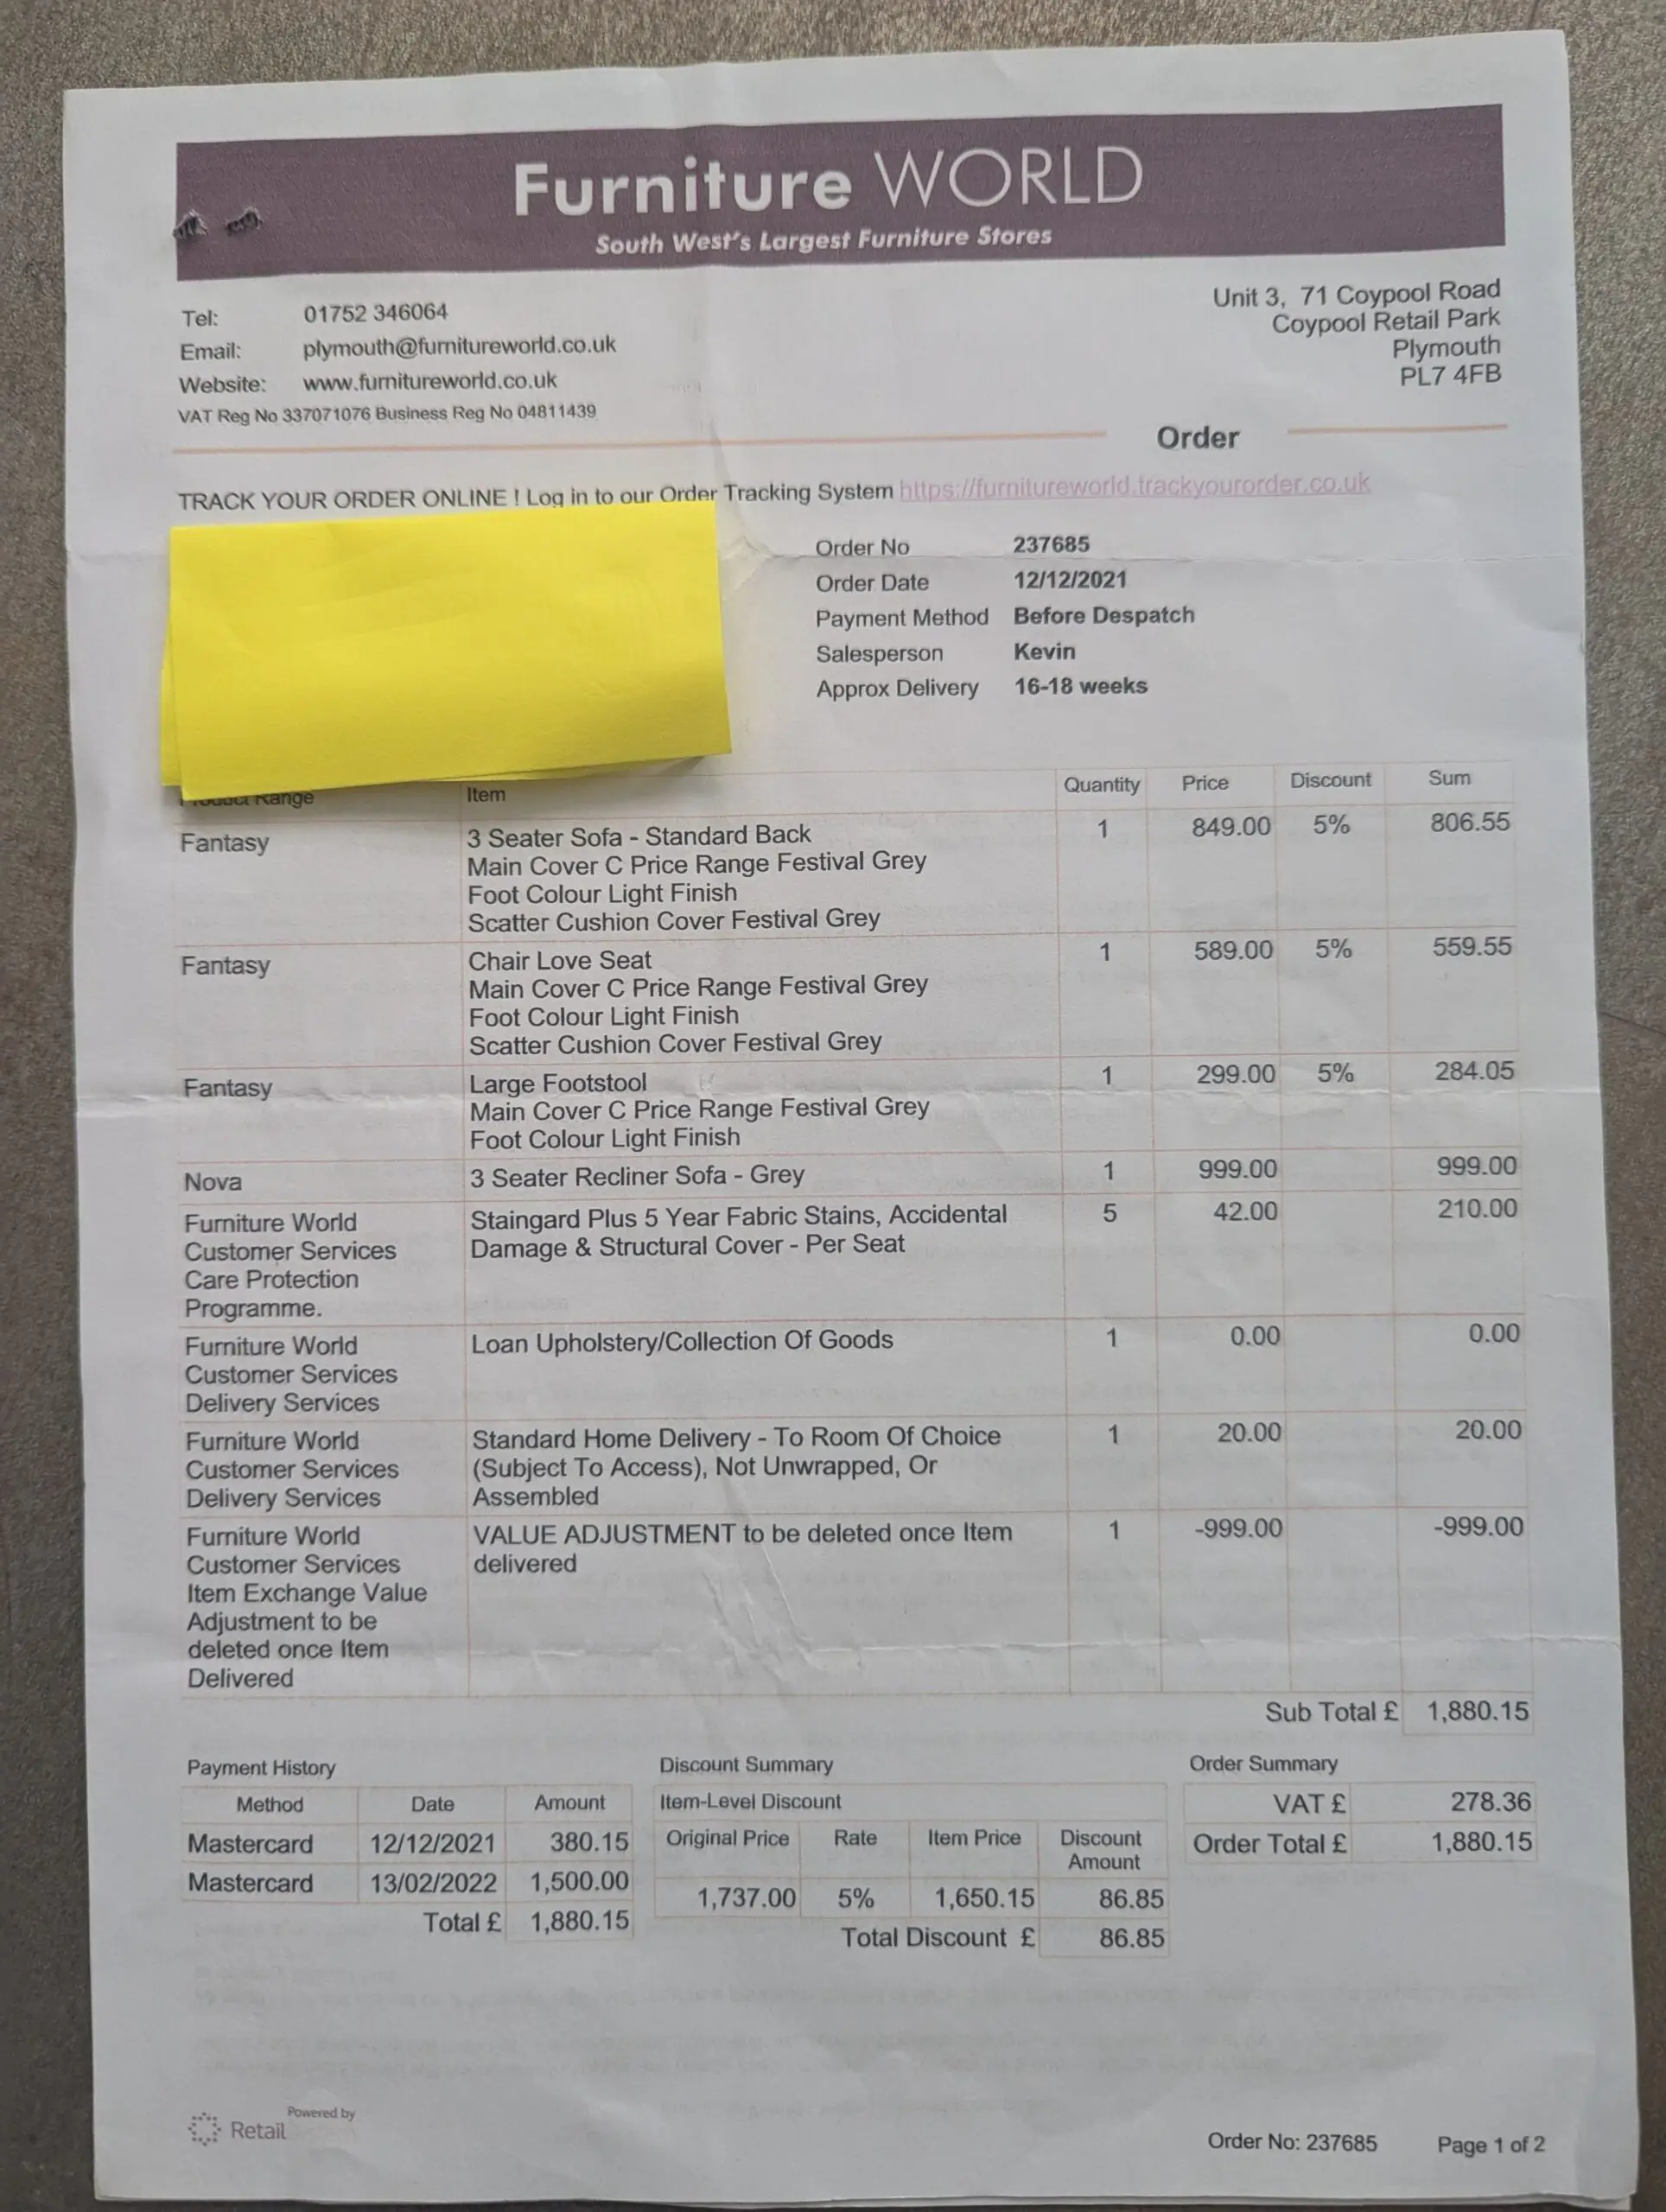 Furniture WORLD
South West's Largest Furniture Stores
Tel: 01752 346064
Email: plymouth@furnitureworld.co.uk
Website: www.furnitureworld.co.uk
VAT Reg No 337071076 Business Reg No 04811439
Unit 3, 71 Coypool Road
Coypool Retail Park
Plymouth
PL7 4FB
Order
TRACK YOUR ORDER ONLINE ! Log in to our Order Tracking System https://furnitureworld.trackyourorder.co.uk
Order No 237685
Order Date 12/12/2021
Payment Method Before Despatch
Salesperson Kevin
Approx Delivery 16-18 weeks
Product Range Item Quantity Price Discount Sum
Fantasy 3 Seater Sofa - Standard Back 1 849.00 5% 806.55
Main Cover C Price Range Festival Grey
Foot Colour Light Finish
Scatter Cushion Cover Festival Grey
Fantasy Chair Love Seat 1 589.00 5% 559.55
Main Cover C Price Range Festival Grey
Foot Colour Light Finish
Scatter Cushion Cover Festival Grey
Fantasy Large Footstool 1 299.00 5% 284.05
Main Cover C Price Range Festival Grey
Foot Colour Light Finish
Nova 3 Seater Recliner Sofa - Grey 1 999.00 999.00
Furniture World Staingard Plus 5 Year Fabric Stains, Accidental 5 42.00 210.00
Customer Services Damage & Structural Cover - Per Seat
Care Protection
Programme.
Furniture World Loan Upholstery/Collection Of Goods 1 0.00 0.00
Customer Services
Delivery Services
Furniture World Standard Home Delivery - To Room Of Choice 1 20.00 20.00
Customer Services (Subject To Access), Not Unwrapped, Or
Delivery Services Assembled
Furniture World VALUE ADJUSTMENT to be deleted once Item 1 -999.00 -999.00
Customer Services delivered
Item Exchange Value
Adjustment to be
deleted once Item
Delivered
Sub Total £ 1,880.15
Payment History
Method Date Amount
Mastercard 12/12/2021 380.15
Mastercard 13/02/2022 1,500.00
Total £ 1,880.15
Discount Summary
Item-Level Discount
Original Price Rate Item Price Discount
Amount
1,737.00 5% 1,650.15 86.85
Total Discount £ 86.85
Order Summary
VAT £ 278.36
Order Total £ 1,880.15
Powered by
Retail
Order No: 237685 Page 1 of 2